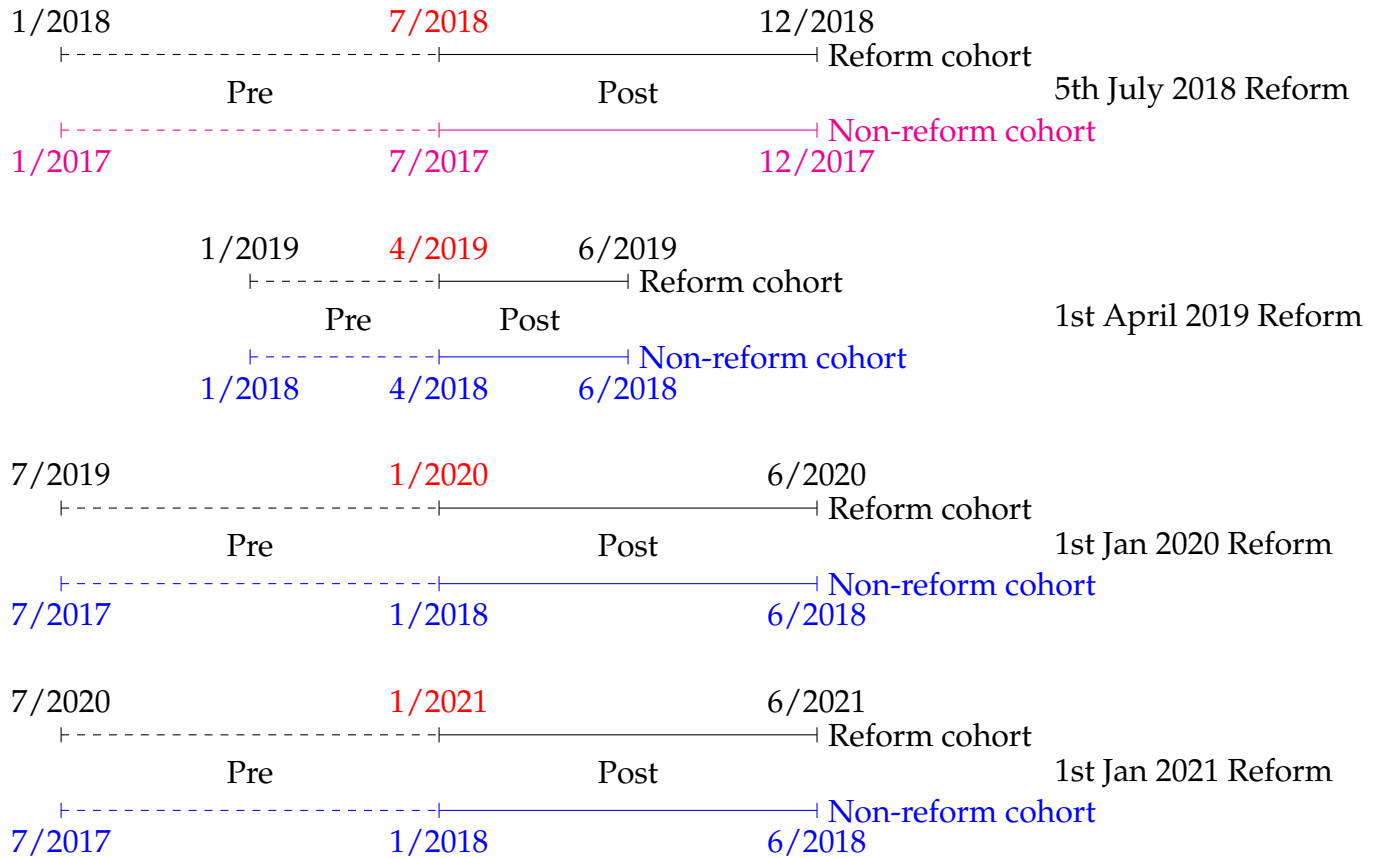 1/2018 7/2018 12/2018
Reform cohort
Pre Post 5th July 2018 Reform
Non-reform cohort
1/2017 7/2017 12/2017
1/2019 4/2019 6/2019
Reform cohort
Pre Post 1st April 2019 Reform
Non-reform cohort
1/2018 4/2018 6/2018
7/2019 1/2020 6/2020
Reform cohort
Pre Post 1st Jan 2020 Reform
Non-reform cohort
7/2017 1/2018 6/2018
7/2020 1/2021 6/2021
Reform cohort
Pre Post 1st Jan 2021 Reform
Non-reform cohort
7/2017 1/2018 6/2018